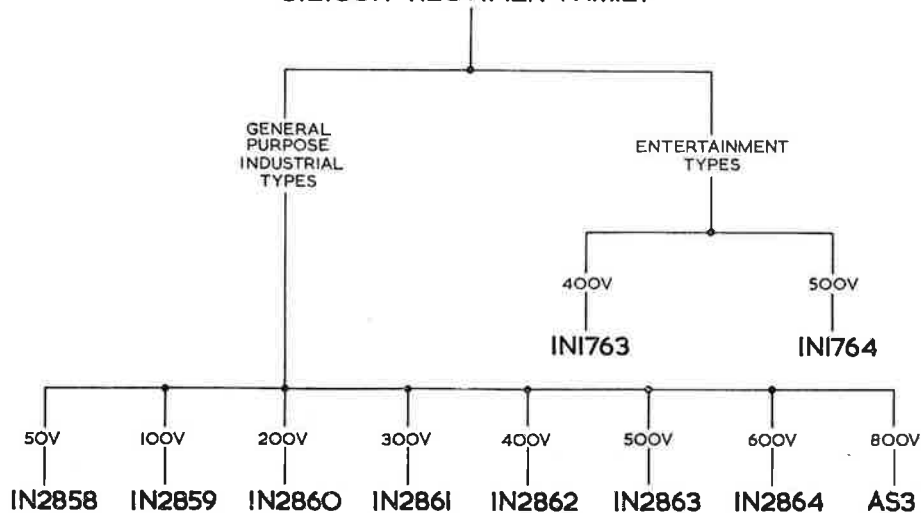 GENERAL
PURPOSE
INDUSTRIAL
TYPES
ENTERTAINMENT
TYPES
400V
500V
IN1763
IN1764
50V
100V
200V
300V
400V
500V
600V
800V
IN2858
IN2859
IN2860
IN2861
IN2862
IN2863
IN2864
AS3